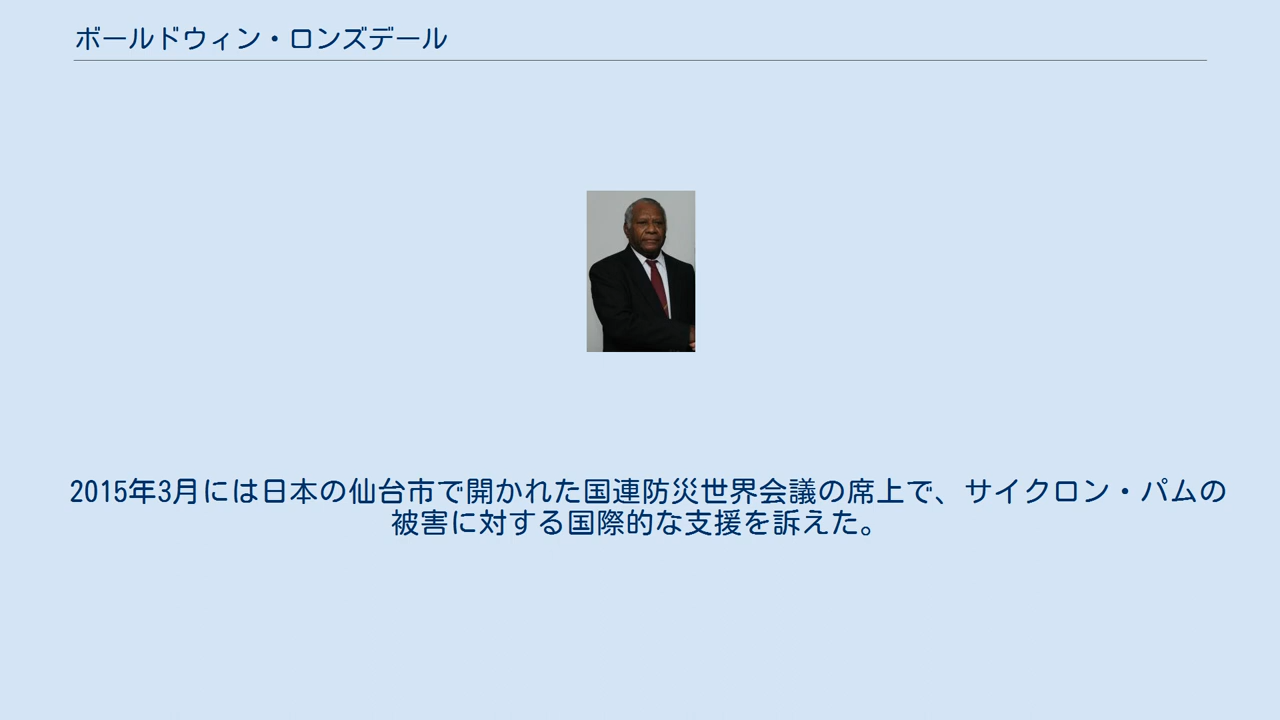 ボールドウィン・ロンズデール
2015年3月には日本の仙台市で開かれた国連防災世界会議の席上で、サイクロン・パムの
被害に対する国際的な支援を訴えた。